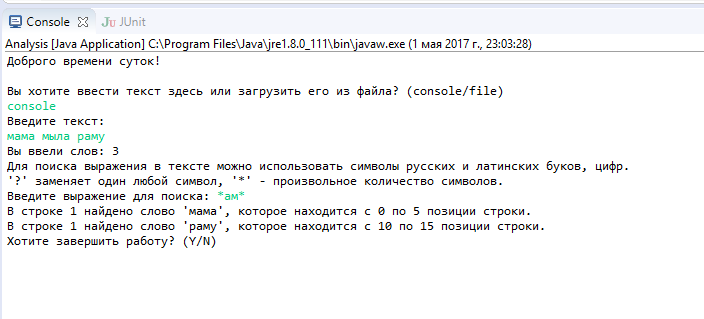 Console JUnit
Analysis [Java Application] C:\Program Files\Java\jre1.8.0_111\bin\javaw.exe (1 мая 2017 г., 23:03:28)
Доброго времени суток!
Вы хотите ввести текст здесь или загрузить его из файла? (console/file)
console
Введите текст:
мама мыла раму
Вы ввели слов: 3
Для поиска выражения в тексте можно использовать символы русских и латинских буков, цифр.
'?' заменяет один любой символ, '*' - произвольное количество символов.
Введите выражение для поиска: *ам*
В строке 1 найдено слово 'мама', которое находится с 0 по 5 позиции строки.
В строке 1 найдено слово 'раму', которое находится с 10 по 15 позиции строки.
Хотите завершить работу? (Y/N)